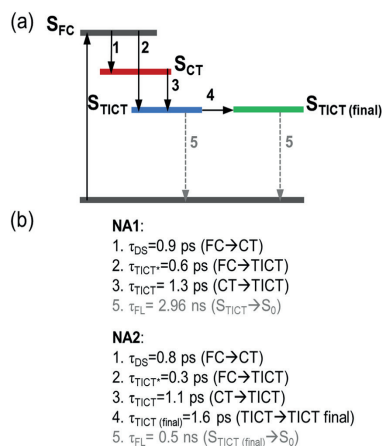 (a)
S_FC
1
2
S_CT
3
S_TICT
4
S_TICT (final)
5
5
(b)
NA1:
1. τ_DS=0.9 ps (FC→CT)
2. τ_TICT*=0.6 ps (FC→TICT)
3. τ_TICT= 1.3 ps (CT→TICT)
5. τ_FL= 2.96 ns (S_TICT→S_0)
NA2:
1. τ_DS=0.8 ps (FC→CT)
2. τ_TICT*=0.3 ps (FC→TICT)
3. τ_TICT=1.1 ps (CT→TICT)
4. τ_TICT (final)=1.6 ps (TICT→TICT final)
5. τ_FL= 0.5 ns (S_TICT (final)→S_0)